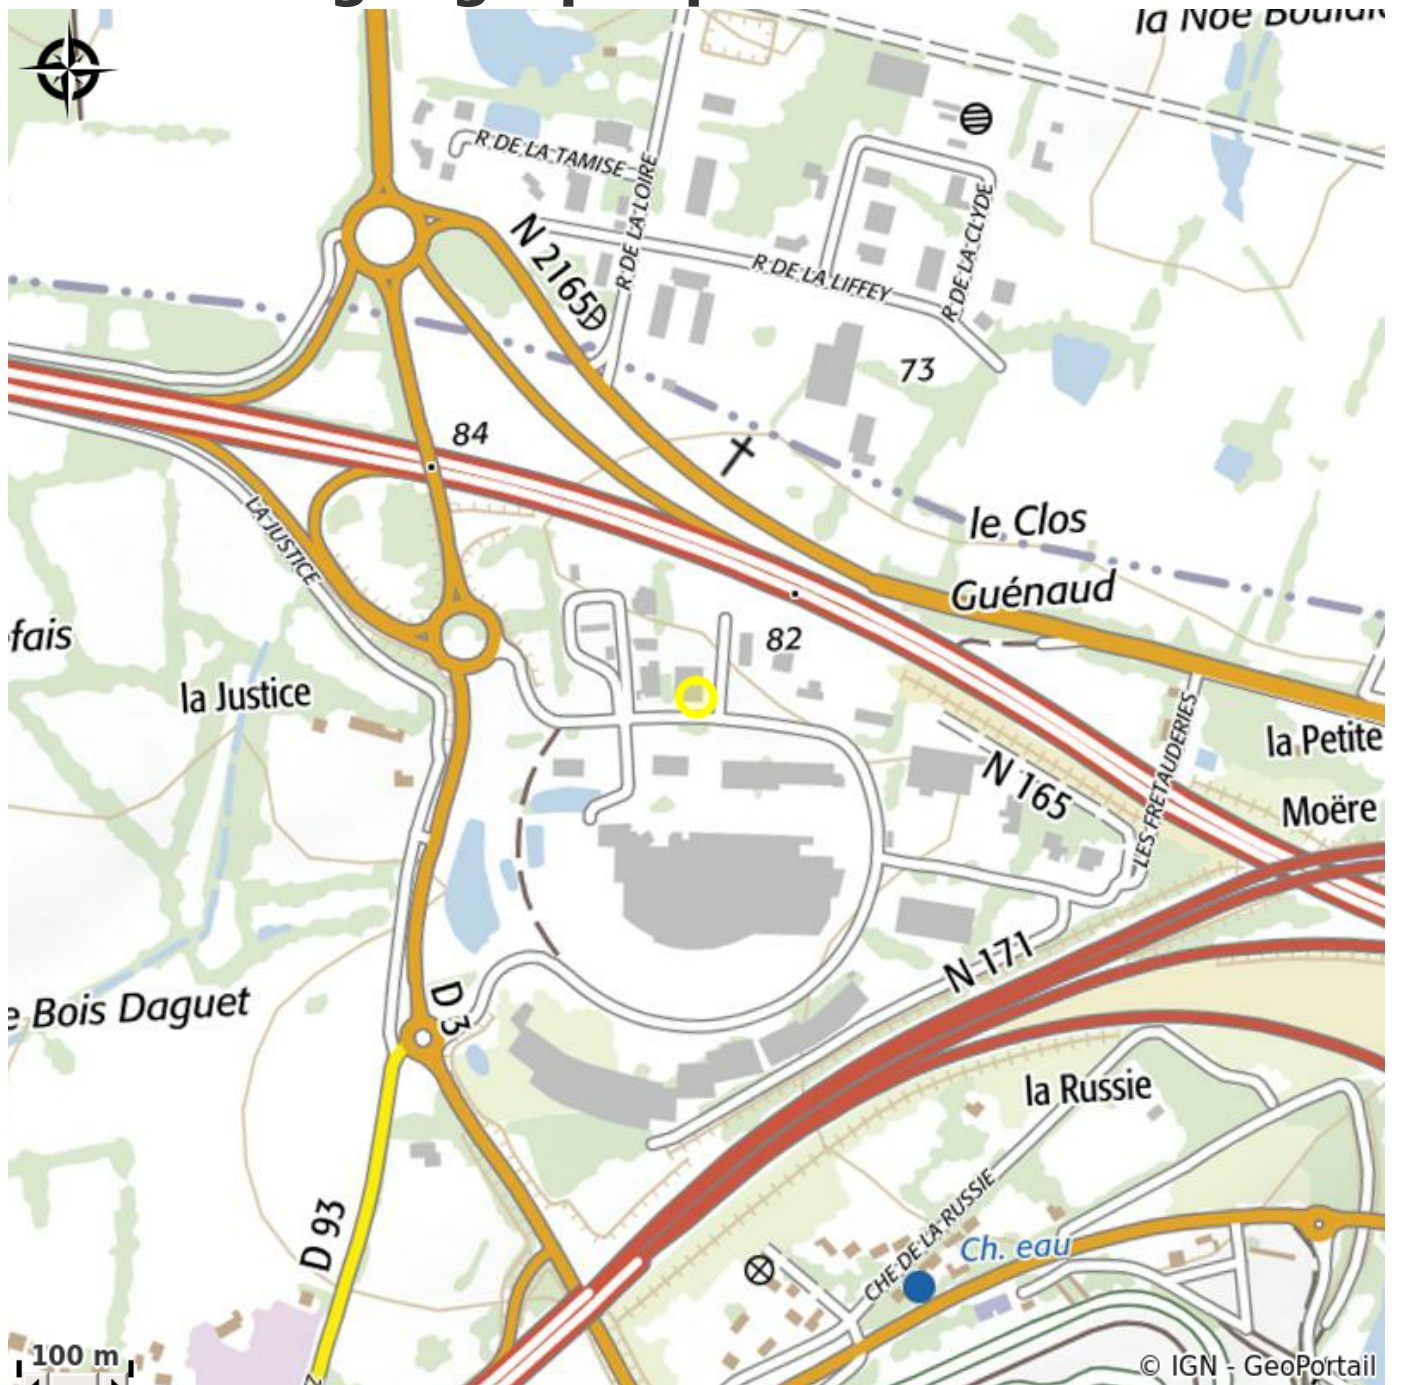 la Noë
R DE LA TAMISE
R DE LA LOIRE
N 2165
R DE LA CLYDE
R DE LA LIFFEY
73
84
LA JUSTICE
le Clos
Guénaud
82
fais
la Justice
la Petite
Moëre
N 165
LES FRETAUDERIES
e Bois Daguet
D 3
N 171
la Russie
D 93
CHE DE LA RUSSIE
Ch. eau
100 m
© IGN - GeoPortail